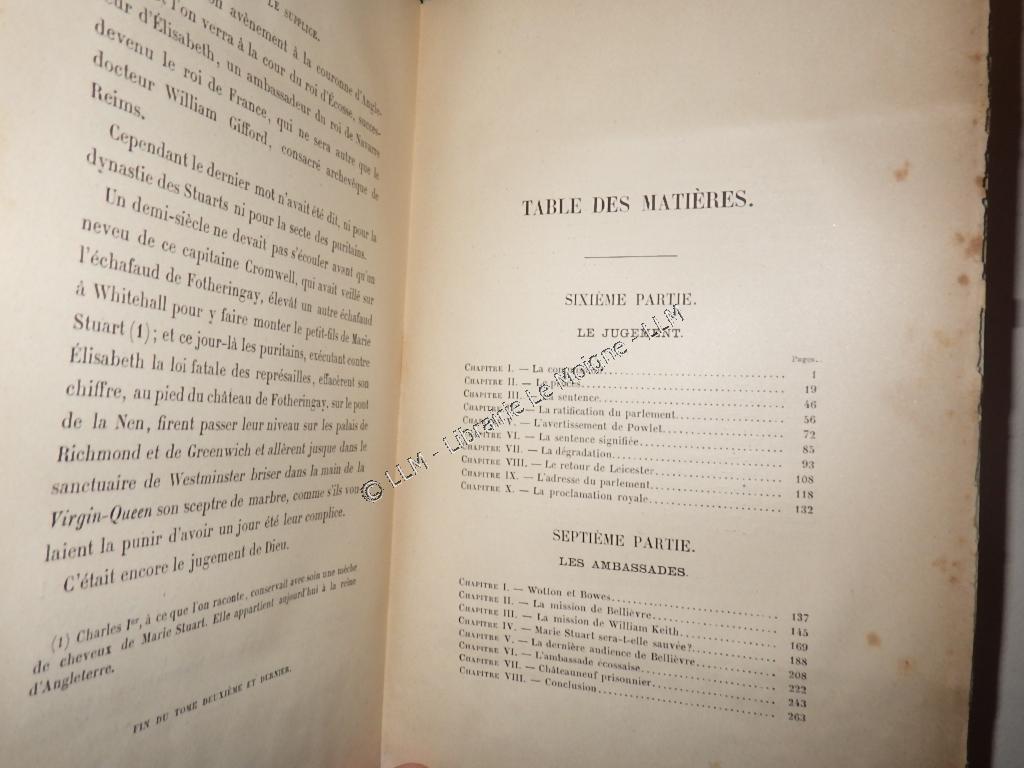 LE SUPPLICE.
on avènement à la couronne d'Angle-
l'on verra à la cour du roi d'Écosse, succes-
seur d'Élisabeth, un ambassadeur du roi de Navarre
devenu le roi de France, qui ne sera autre que le
docteur William Gifford, consacré archevêque de
Reims.
Cependant le dernier mot n'avait été dit, ni pour la
dynastie des Stuarts ni pour la secte des puritains.
Un demi-siècle ne devait pas s'écouler avant qu'un
neveu de ce capitaine Cromwell, qui avait veillé sur
l'échafaud de Fotheringay, élevât un autre échafaud
à Whitehall pour y faire monter le petit-fils de Marie
Stuart (1); et ce jour-là les puritains, exécutant contre
Élisabeth la loi fatale des représailles, effacèrent son
chiffre, au pied du château de Fotheringay, sur le pont
de la Nen, firent passer leur niveau sur les palais de
Richmond et de Greenwich et allèrent jusque dans le
sanctuaire de Westminster briser dans la main de la
Virgin-Queen son sceptre de marbre, comme s'ils vou-
laient la punir d'avoir un jour été leur complice.
C'était encore le jugement de Dieu.
(1) Charles Ier, à ce que l'on raconte, conservait avec soin une mèche
de cheveux de Marie Stuart. Elle appartient aujourd'hui à la reine
d'Angleterre.
FIN DU TOME DEUXIÈME ET DERNIER.
TABLE DES MATIÈRES.
SIXIÈME PARTIE.
LE JUGEMENT.
Pages.
CHAPITRE I. — La 1
CHAPITRE II. — Le procès 19
CHAPITRE III. — sentence 46
CHAPITRE — La ratification du parlement 56
V. — L'avertissement de Powlet 72
CHAPITRE VI. — La sentence signifiée 85
CHAPITRE VII. — La dégradation 93
CHAPITRE VIII. — Le retour de Leicester 108
CHAPITRE IX. — L'adresse du parlement 118
CHAPITRE X. — La proclamation royale 132
SEPTIÈME PARTIE.
LES AMBASSADES.
CHAPITRE I. — Wotton et Bowes 137
CHAPITRE II. — La mission de Bellièvre 145
CHAPITRE III. — La mission de William Keith 169
CHAPITRE IV. — Marie Stuart sera-t-elle sauvée? 188
CHAPITRE V. — La dernière audience de Bellièvre 208
CHAPITRE VI. — L'ambassade écossaise 222
CHAPITRE VII. — Châteauneuf prisonnier 243
CHAPITRE VIII. — Conclusion 263
© LLM - Librairie Le Moigne - LLM